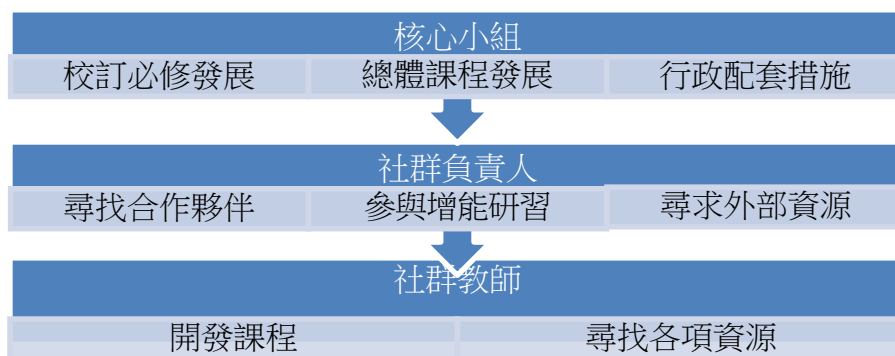 核心小組
校訂必修發展 總體課程發展 行政配套措施
社群負責人
尋找合作夥伴 參與增能研習 尋求外部資源
社群教師
開發課程 尋找各項資源